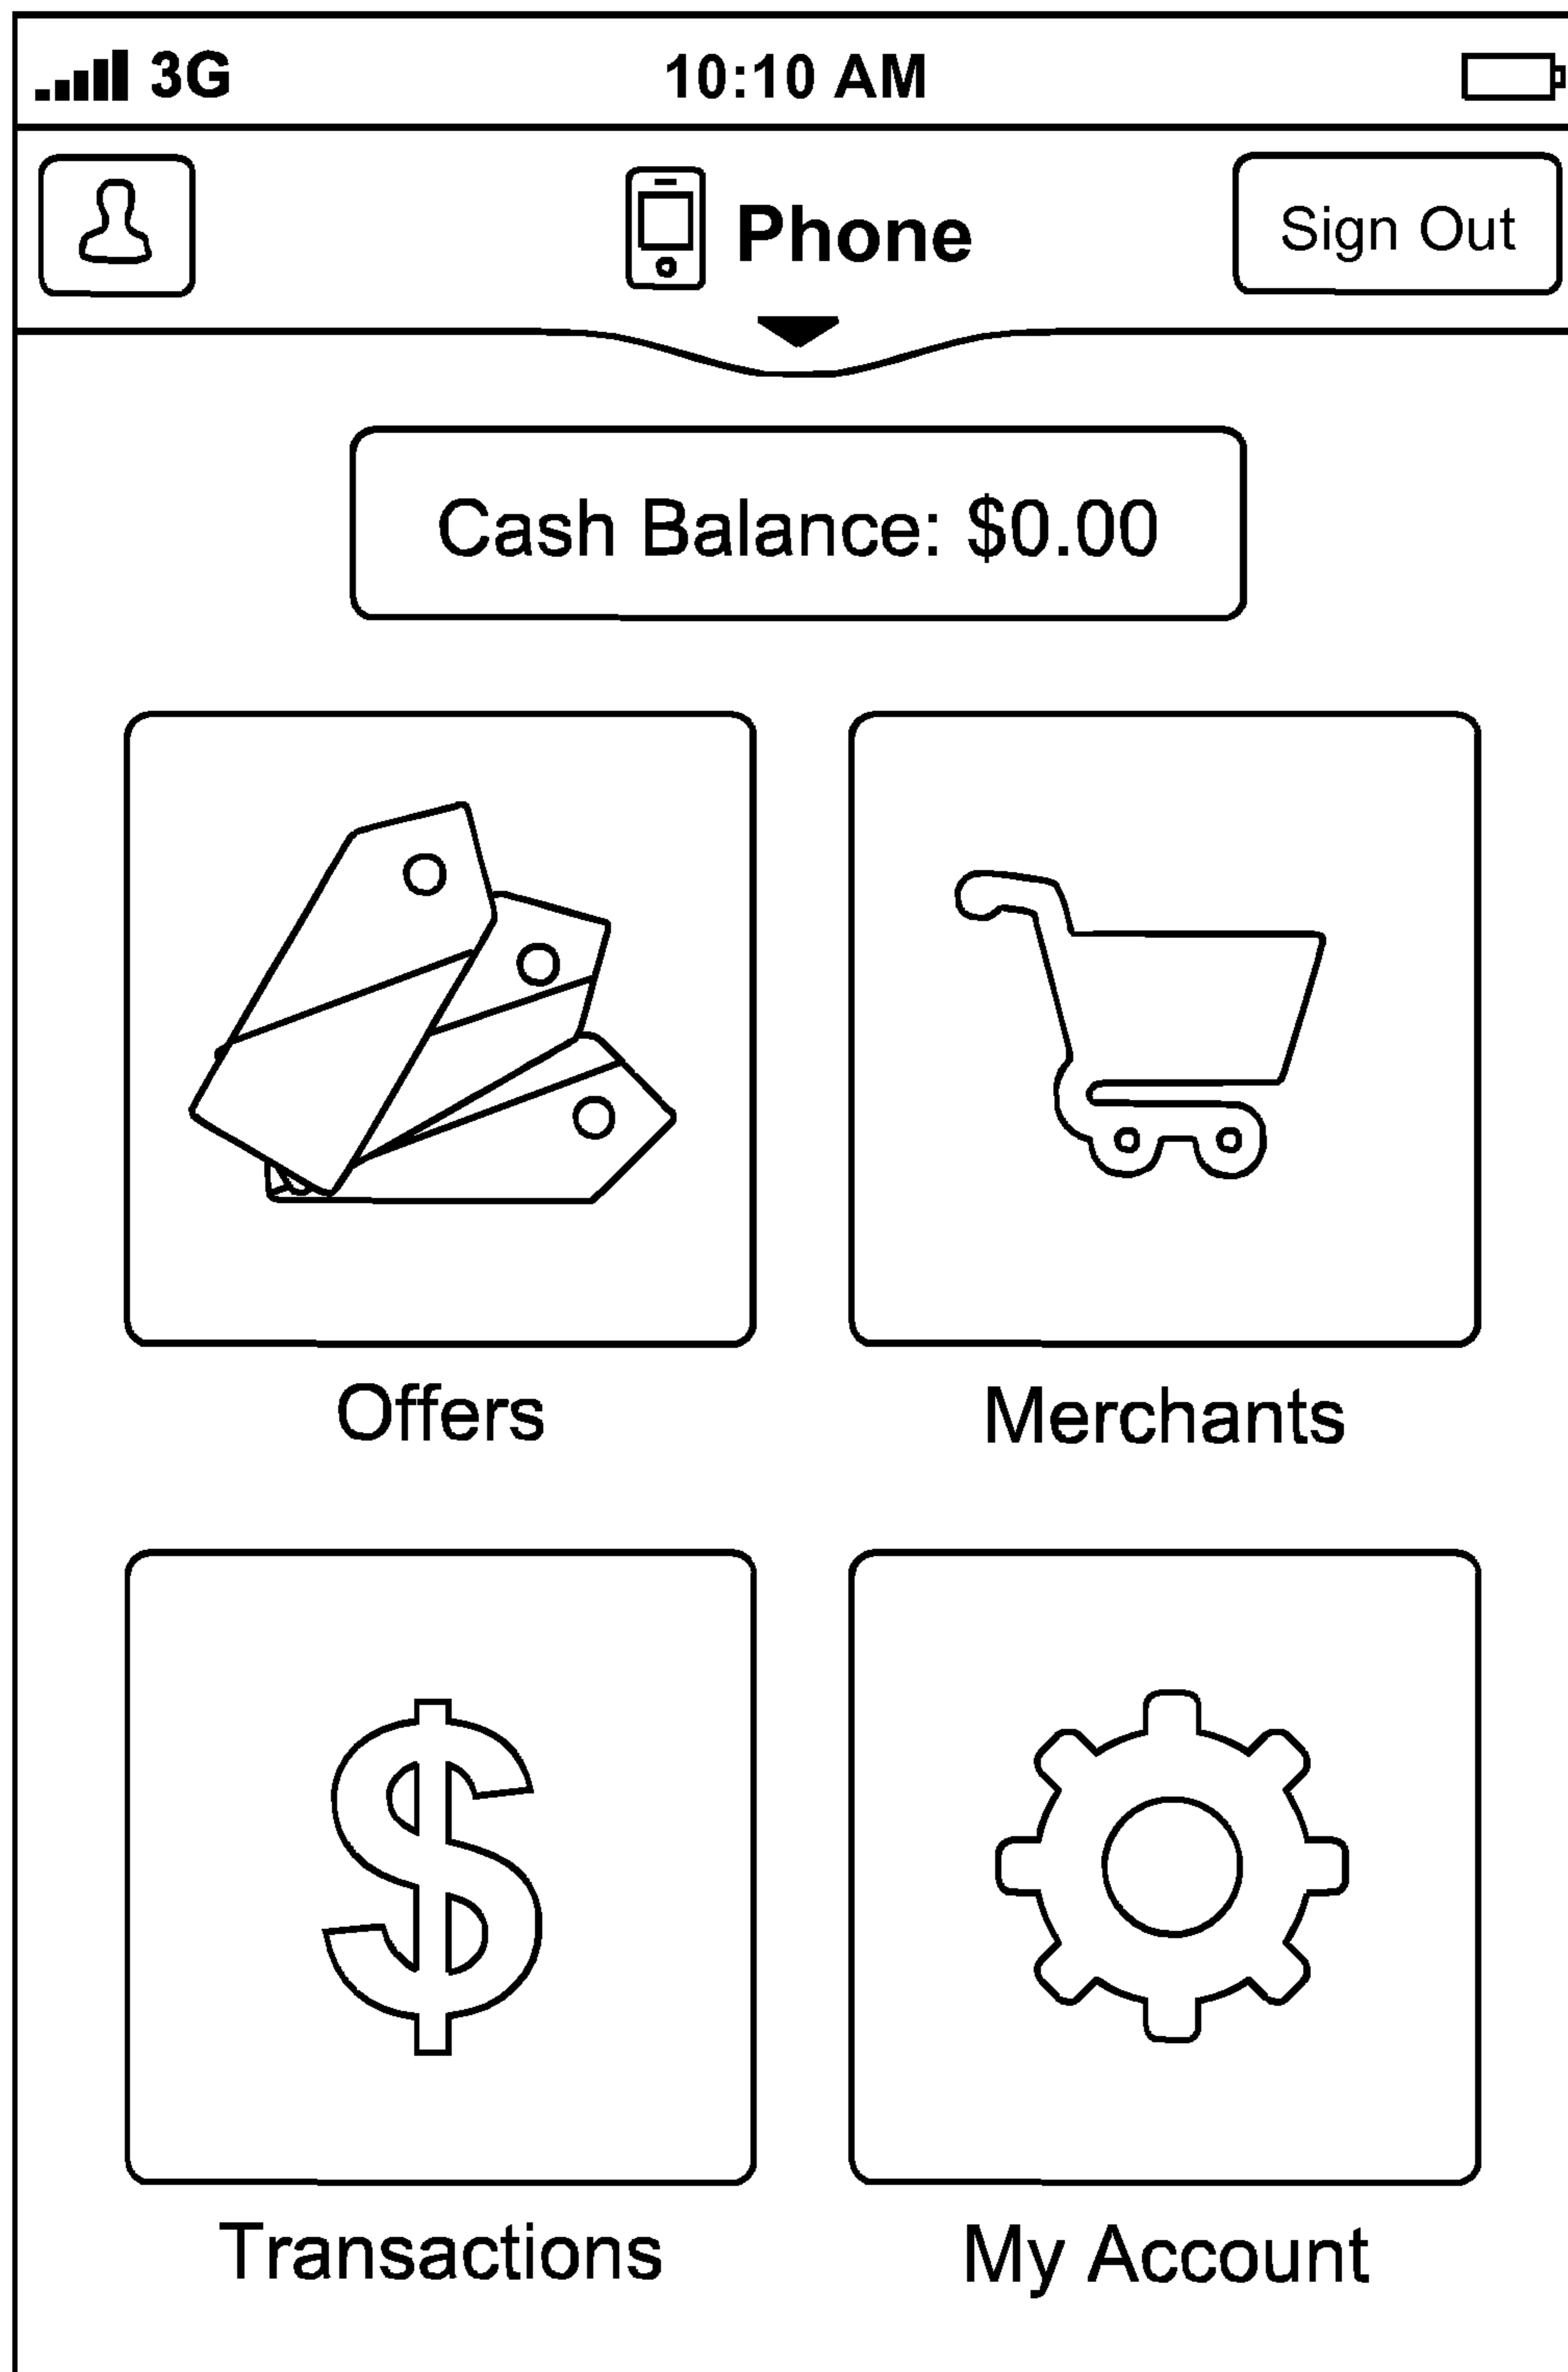 3G 10:10 AM
Phone Sign Out
Cash Balance: $0.00
Offers Merchants
$
Transactions My Account